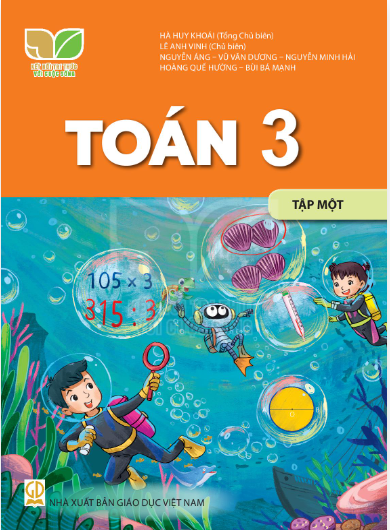 HÀ HUY KHOÁI (Tổng Chủ biên)
LÊ ANH VINH (Chủ biên)
NGUYỄN ÁNG – VŨ VĂN DƯƠNG – NGUYỄN MINH HẢI
HOÀNG QUẾ HƯỜNG – BÙI BÁ MẠNH
KẾT NỐI TRI THỨC
VỚI CUỘC SỐNG
TOÁN 3
TẬP MỘT
105 × 3
315 : 3
NHÀ XUẤT BẢN GIÁO DỤC VIỆT NAM